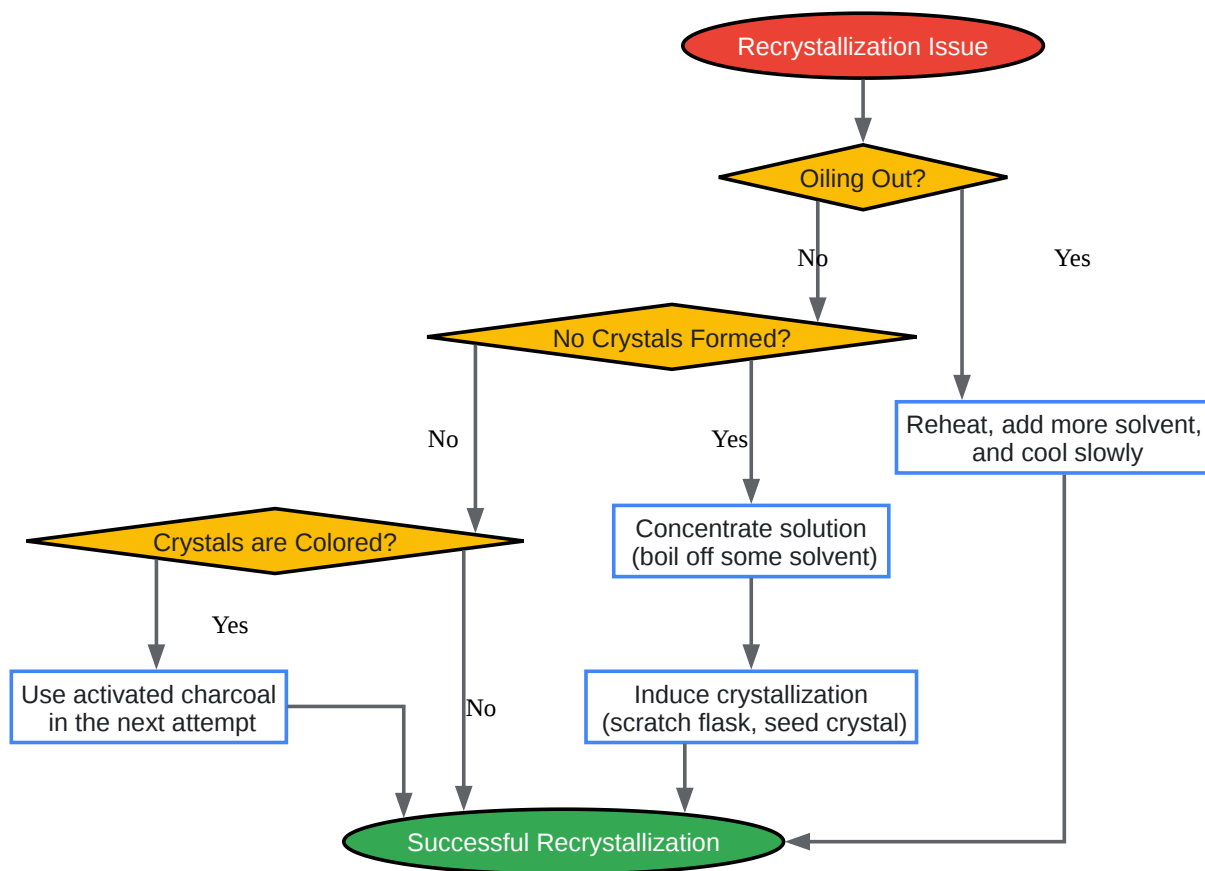 Recrystallization Issue
Oiling Out?
No
Yes
No Crystals Formed?
No
Yes
Reheat, add more solvent,
and cool slowly
Crystals are Colored?
Concentrate solution
(boil off some solvent)
Yes
Use activated charcoal
in the next attempt
No
Induce crystallization
(scratch flask, seed crystal)
Successful Recrystallization